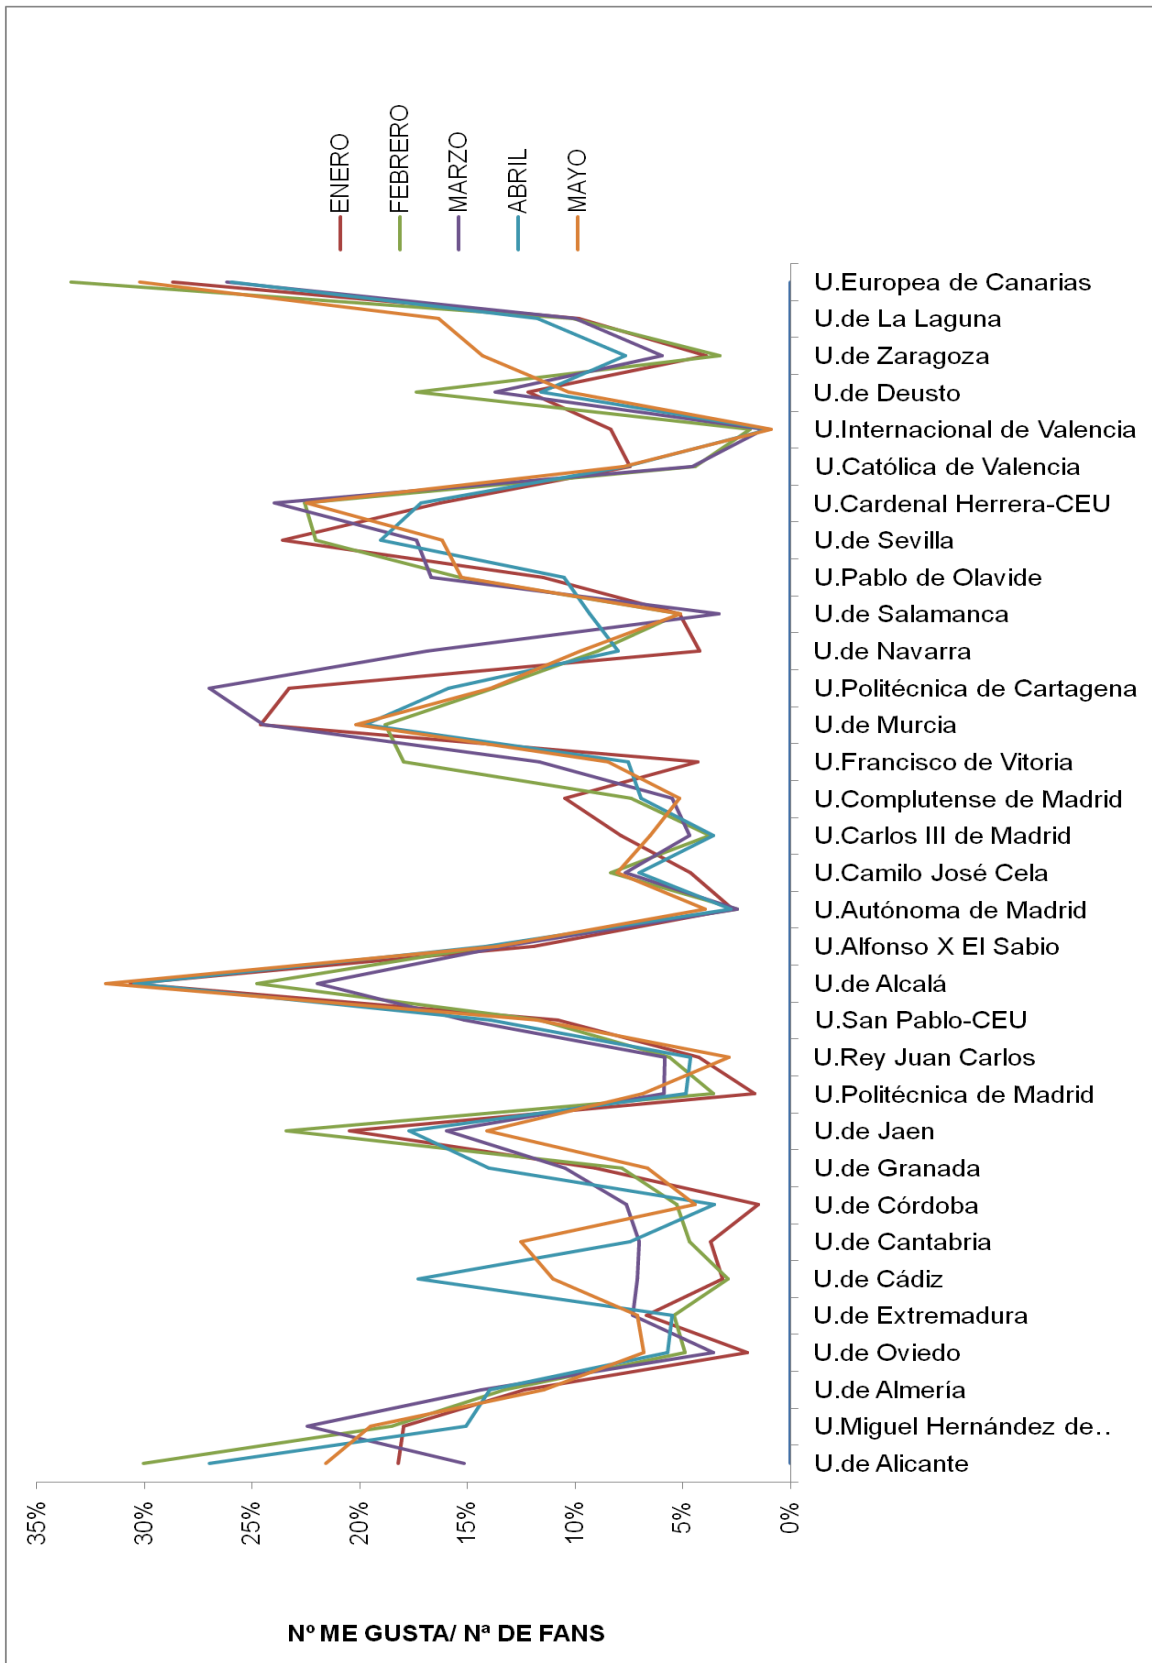 ENERO
FEBRERO
MARZO
ABRIL
MAYO
U.Europea de Canarias
U.de La Laguna
U.de Zaragoza
U.de Deusto
U.Internacional de Valencia
U.Católica de Valencia
U.Cardenal Herrera-CEU
U.de Sevilla
U.Pablo de Olavide
U.de Salamanca
U.de Navarra
U.Politécnica de Cartagena
U.de Murcia
U.Francisco de Vitoria
U.Complutense de Madrid
U.Carlos III de Madrid
U.Camilo José Cela
U.Autónoma de Madrid
U.Alfonso X El Sabio
U.de Alcalá
U.San Pablo-CEU
U.Rey Juan Carlos
U.Politécnica de Madrid
U.de Jaen
U.de Granada
U.de Córdoba
U.de Cantabria
U.de Cádiz
U.de Extremadura
U.de Oviedo
U.de Almería
U.Miguel Hernández de..
U.de Alicante
35%
30%
25%
20%
15%
10%
5%
0%
Nº ME GUSTA/ Nª DE FANS